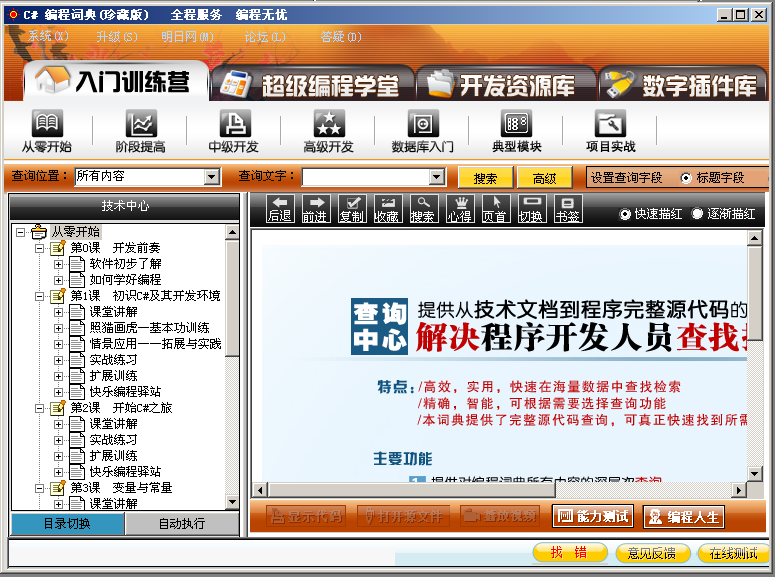 C# 编程词典(珍藏版) 全程服务 编程无忧
系统(X) 升级(S) 明日网(M) 论坛(L) 答疑(D)
入门训练营 超级编程学堂 开发资源库 数字插件库
从零开始 阶段提高 中级开发 高级开发 数据库入门 典型模块 项目实战
查询位置： 所有内容 查询文字： 搜索 高级 设置查询字段 标题字段
技术中心
后退 前进 复制 收藏 搜索 心得 页首 切换 书签 快速描红 逐渐描红
从零开始
第0课 开发前奏
软件初步了解
如何学好编程
第1课 初识C#及其开发环境
课堂讲解
照猫画虎—基本功训练
情景应用——拓展与实践
实战练习
扩展训练
快乐编程驿站
第2课 开始C#之旅
课堂讲解
实战练习
扩展训练
快乐编程驿站
第3课 变量与常量
课堂讲解
查询中心
提供从技术文档到程序完整源代码的
解决程序开发人员查找
特点：/高效，实用，快速在海量数据中查找检索
/精确，智能，可根据需要选择查询功能
/本词典提供了完整源代码查询，可真正快速找到所需
主要功能
1 提供对编程词典所有内容的深层次查询
显示代码 打开源文件 播放视频 能力测试 编程人生
目录切换 自动执行
找 错 意见反馈 在线测试